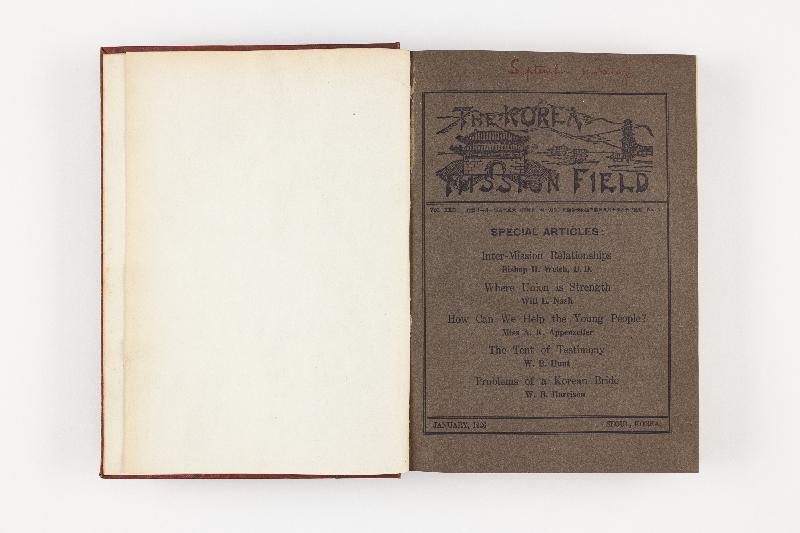 September
THE KOREA
MISSION FIELD
SPECIAL ARTICLES:
Inter-Mission Relationships
Bishop H. Welch, D. D.
Where Union is Strength
Will L. Nash
How Can We Help the Young People?
Miss A. R. Appenzeller
The Tent of Testimony
W. B. Hunt
Problems of a Korean Bride
W. B. Harrison
JANUARY, 1926
SEOUL, KOREA